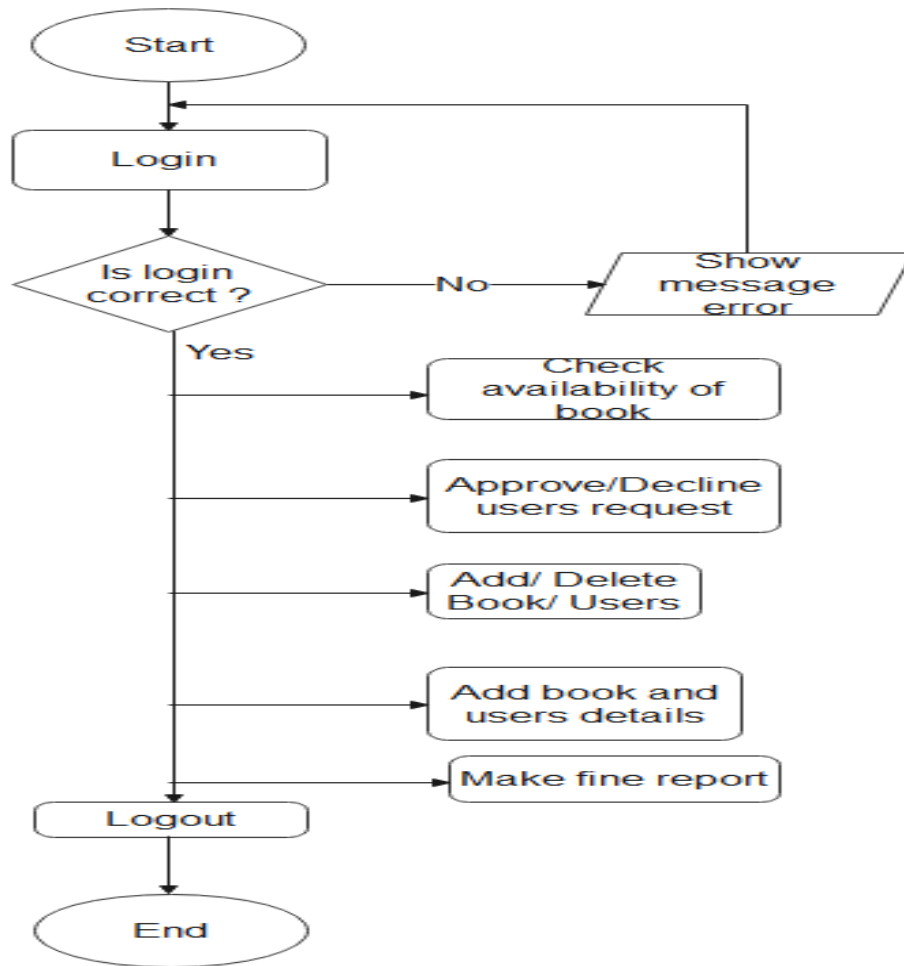 Start
Login
Is login
correct ?
No
Show
message
error
Yes
Check
availability of
book
Approve/Decline
users request
Add/ Delete
Book/ Users
Add book and
users details
Make fine report
Logout
End